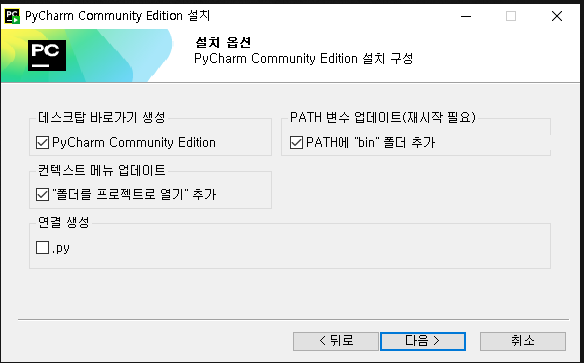 PyCharm Community Edition 설치
PC
설치 옵션
PyCharm Community Edition 설치 구성
데스크탑 바로가기 생성
PyCharm Community Edition
PATH 변수 업데이트(재시작 필요)
PATH에 "bin" 폴더 추가
컨텍스트 메뉴 업데이트
"폴더를 프로젝트로 열기" 추가
연결 생성
.py
< 뒤로
다음 >
취소